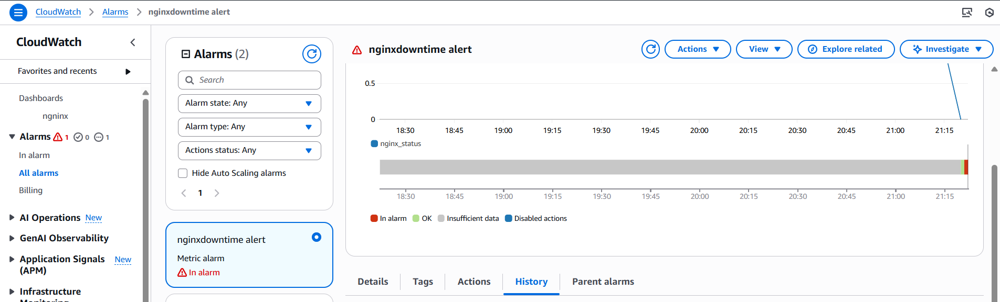 CloudWatch > Alarms > nginxdowntime alert
CloudWatch
Favorites and recents
Dashboards
ngninx
Alarms 1 0 1
In alarm
All alarms
Billing
AI Operations New
GenAI Observability
Application Signals New
(APM)
Infrastructure
Monitoring
Alarms (2)
Search
Alarm state: Any
Alarm type: Any
Actions status: Any
Hide Auto Scaling alarms
1
nginxdowntime alert
Metric alarm
In alarm
nginxdowntime alert
Actions
View
Explore related
Investigate
0.5
0
18:30 18:45 19:00 19:15 19:30 19:45 20:00 20:15 20:30 20:45 21:00 21:15
nginx_status
18:30 18:45 19:00 19:15 19:30 19:45 20:00 20:15 20:30 20:45 21:00 21:15
In alarm OK Insufficient data Disabled actions
Details Tags Actions History Parent alarms